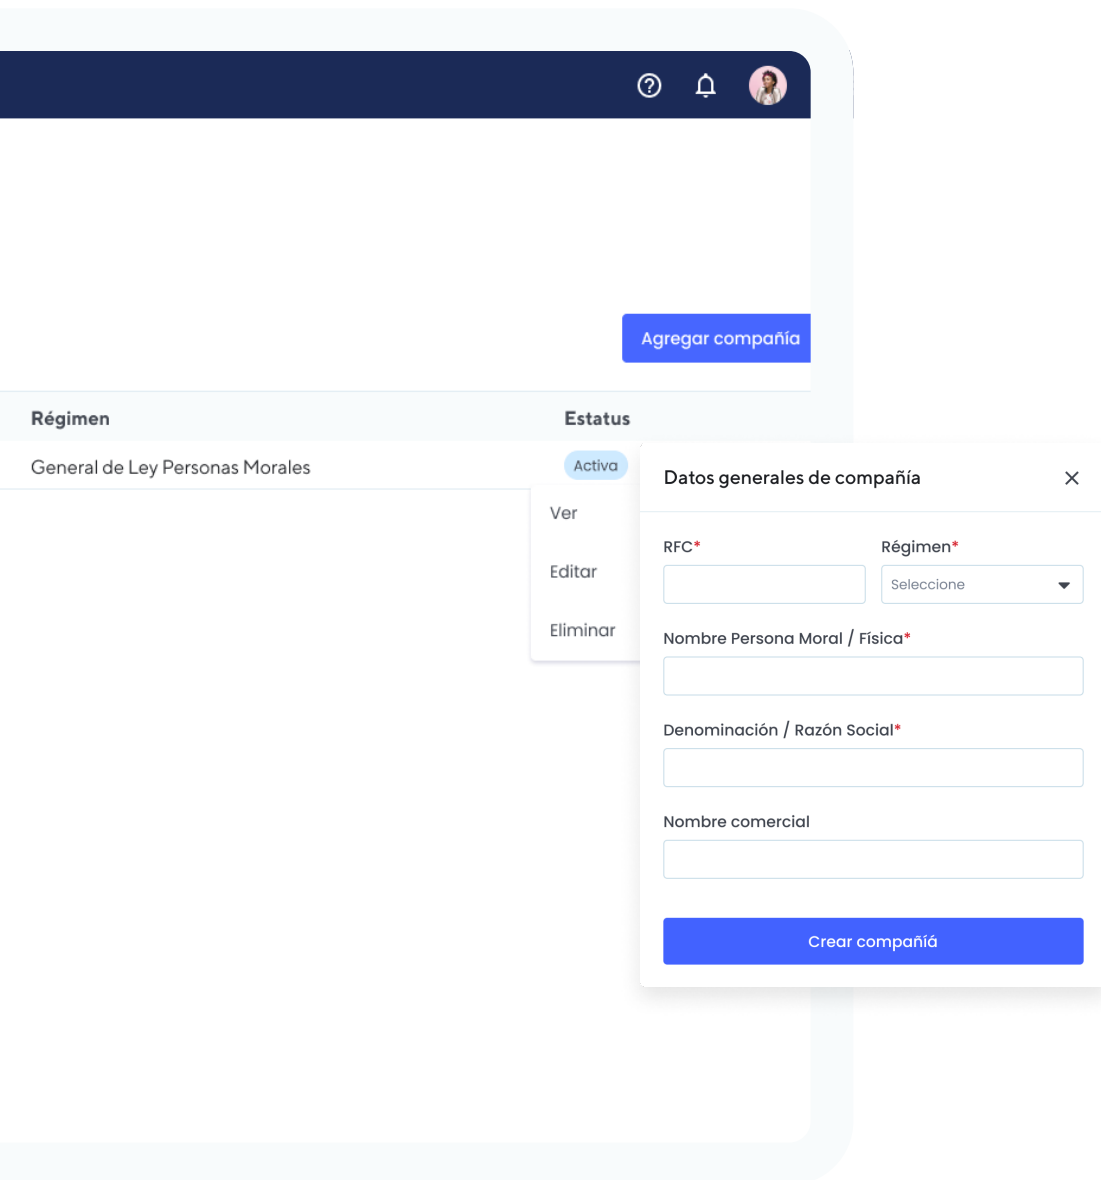 Agregar compañía
Régimen
Estatus
General de Ley Personas Morales
Activa
Ver
Editar
Eliminar
Datos generales de compañía
RFC*
Régimen*
Seleccione
Nombre Persona Moral / Física*
Denominación / Razón Social*
Nombre comercial
Crear compañíá